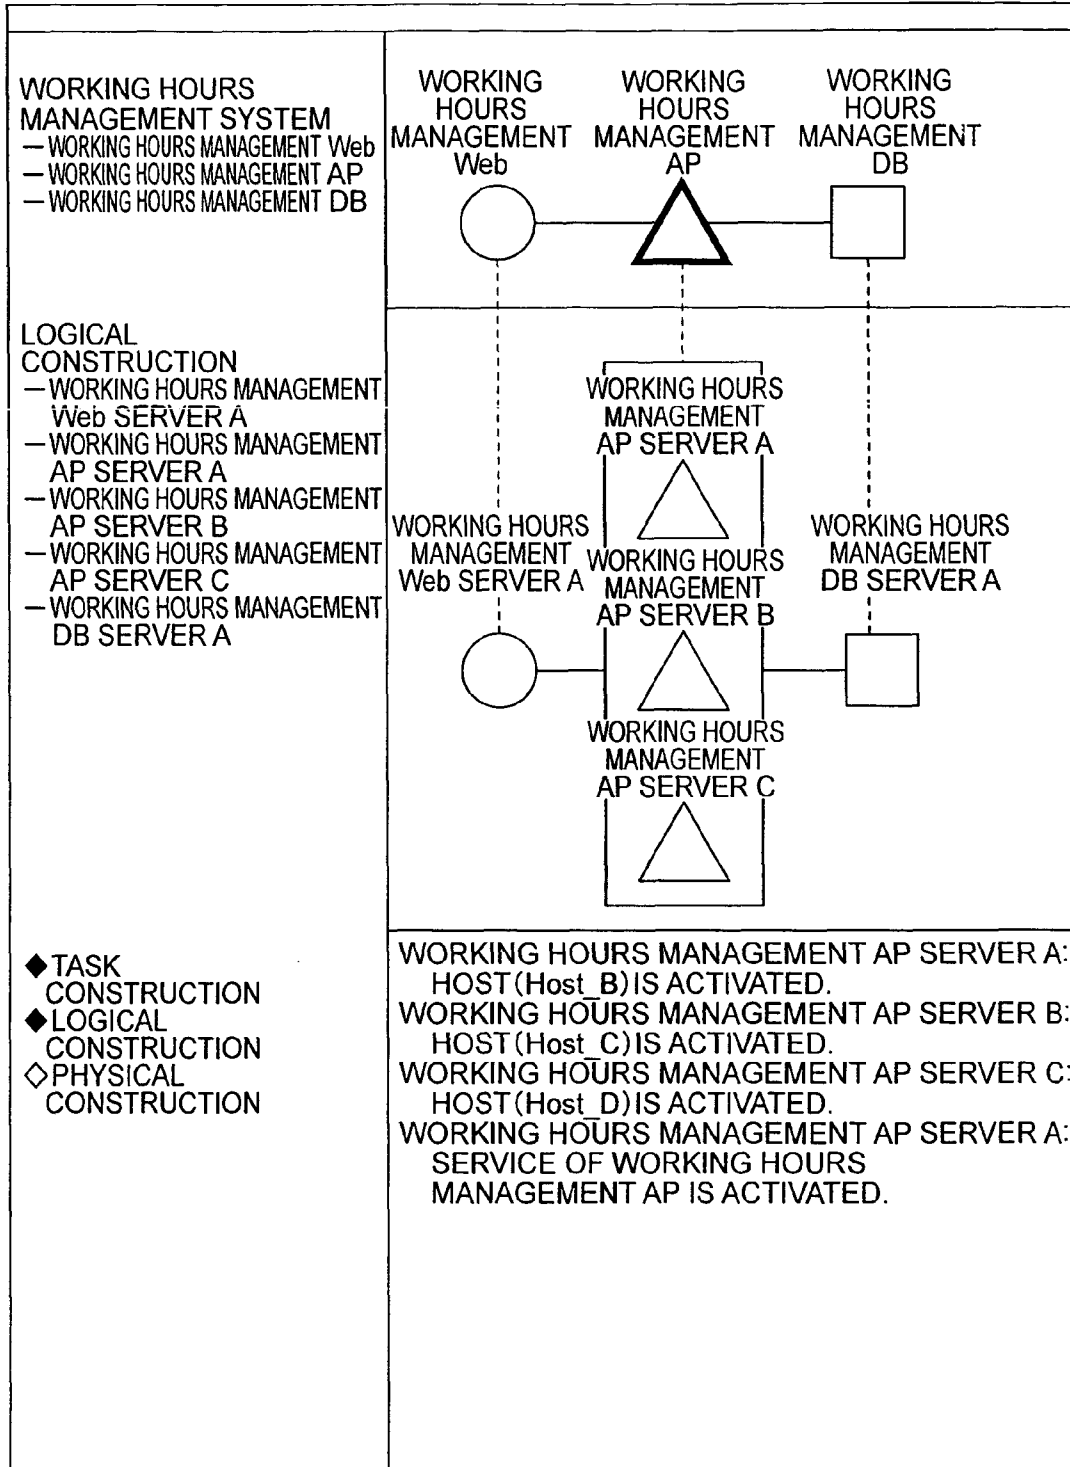 WORKING HOURS
MANAGEMENT SYSTEM
— WORKING HOURS MANAGEMENT Web
— WORKING HOURS MANAGEMENT AP
— WORKING HOURS MANAGEMENT DB
WORKING
HOURS
MANAGEMENT
Web
WORKING
HOURS
MANAGEMENT
AP
WORKING
HOURS
MANAGEMENT
DB
LOGICAL
CONSTRUCTION
— WORKING HOURS MANAGEMENT
Web SERVER A
— WORKING HOURS MANAGEMENT
AP SERVER A
— WORKING HOURS MANAGEMENT
AP SERVER B
— WORKING HOURS MANAGEMENT
AP SERVER C
— WORKING HOURS MANAGEMENT
DB SERVER A
WORKING HOURS
MANAGEMENT
Web SERVER A
WORKING HOURS
MANAGEMENT
AP SERVER A
WORKING HOURS
MANAGEMENT
AP SERVER B
WORKING HOURS
MANAGEMENT
AP SERVER C
WORKING HOURS
MANAGEMENT
DB SERVER A
◆TASK
CONSTRUCTION
◆LOGICAL
CONSTRUCTION
◇PHYSICAL
CONSTRUCTION
WORKING HOURS MANAGEMENT AP SERVER A:
HOST(Host_B)IS ACTIVATED.
WORKING HOURS MANAGEMENT AP SERVER B:
HOST(Host_C)IS ACTIVATED.
WORKING HOURS MANAGEMENT AP SERVER C:
HOST(Host_D)IS ACTIVATED.
WORKING HOURS MANAGEMENT AP SERVER A:
SERVICE OF WORKING HOURS
MANAGEMENT AP IS ACTIVATED.